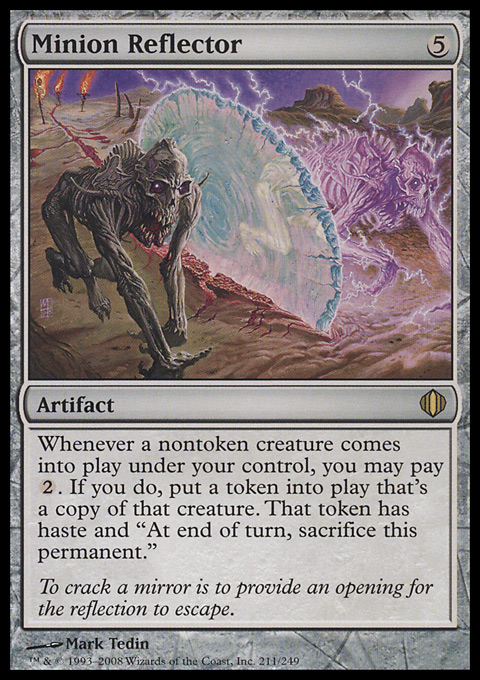 Minion Reflector 5
Artifact
Whenever a nontoken creature comes
into play under your control, you may pay
2. If you do, put a token into play that's
a copy of that creature. That token has
haste and "At end of turn, sacrifice this
permanent."
To crack a mirror is to provide an opening for
the reflection to escape.
Mark Tedin
™ & © 1993–2008 Wizards of the Coast, Inc. 211/249